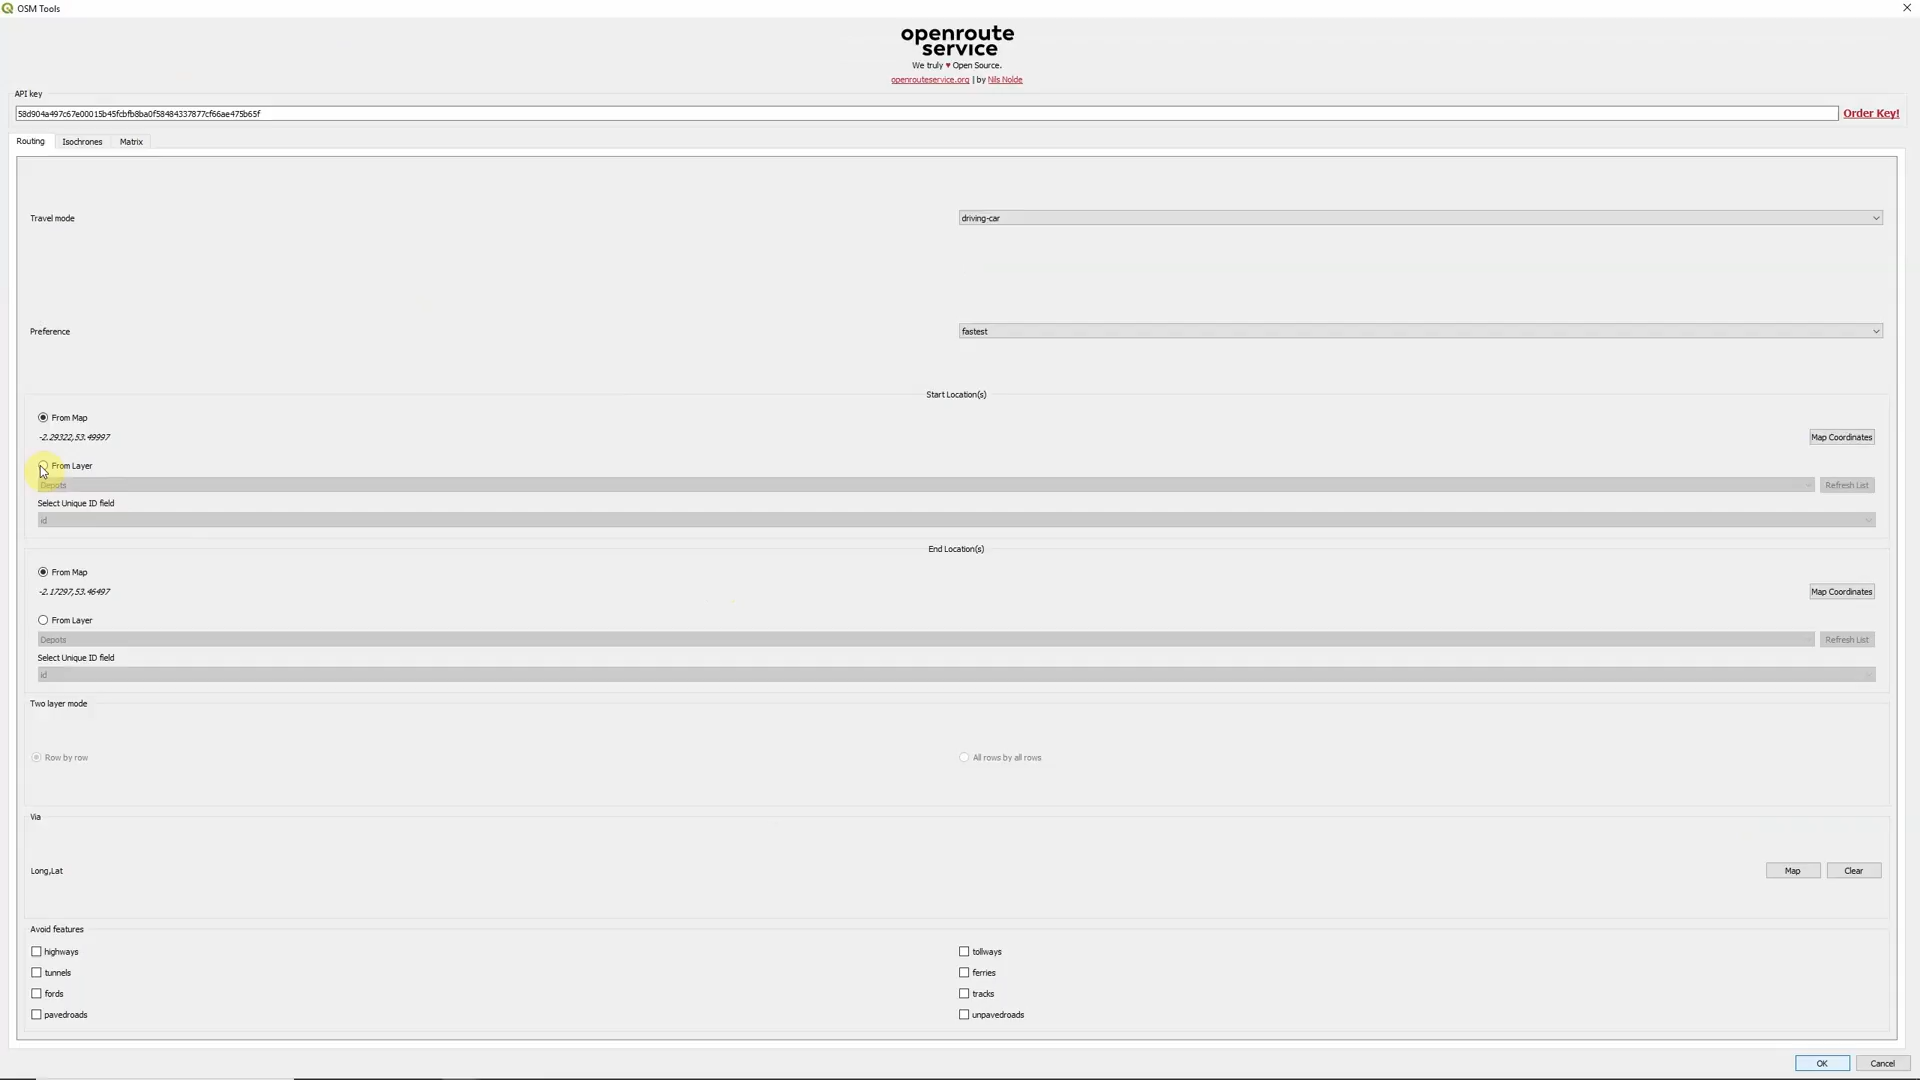 OSM Tools
openroute
service
We truly ♥ Open Source.
openrouteservice.org | by Nils Nolde
API key
58d904a497c67e00015b45fcbfb8ba0f58484337877cf66ae475b65f
Order Key!
Routing Isochrones Matrix
Travel mode driving-car
Preference fastest
Start Location(s)
From Map
-2.29322,53.49997 Map Coordinates
From Layer
Depots Refresh List
Select Unique ID field
id
End Location(s)
From Map
-2.17297,53.46497 Map Coordinates
From Layer
Depots Refresh List
Select Unique ID field
id
Two layer mode
Row by row All rows by all rows
Via
Long,Lat Map Clear
Avoid features
highways tollways
tunnels ferries
fords tracks
pavedroads unpavedroads
OK Cancel